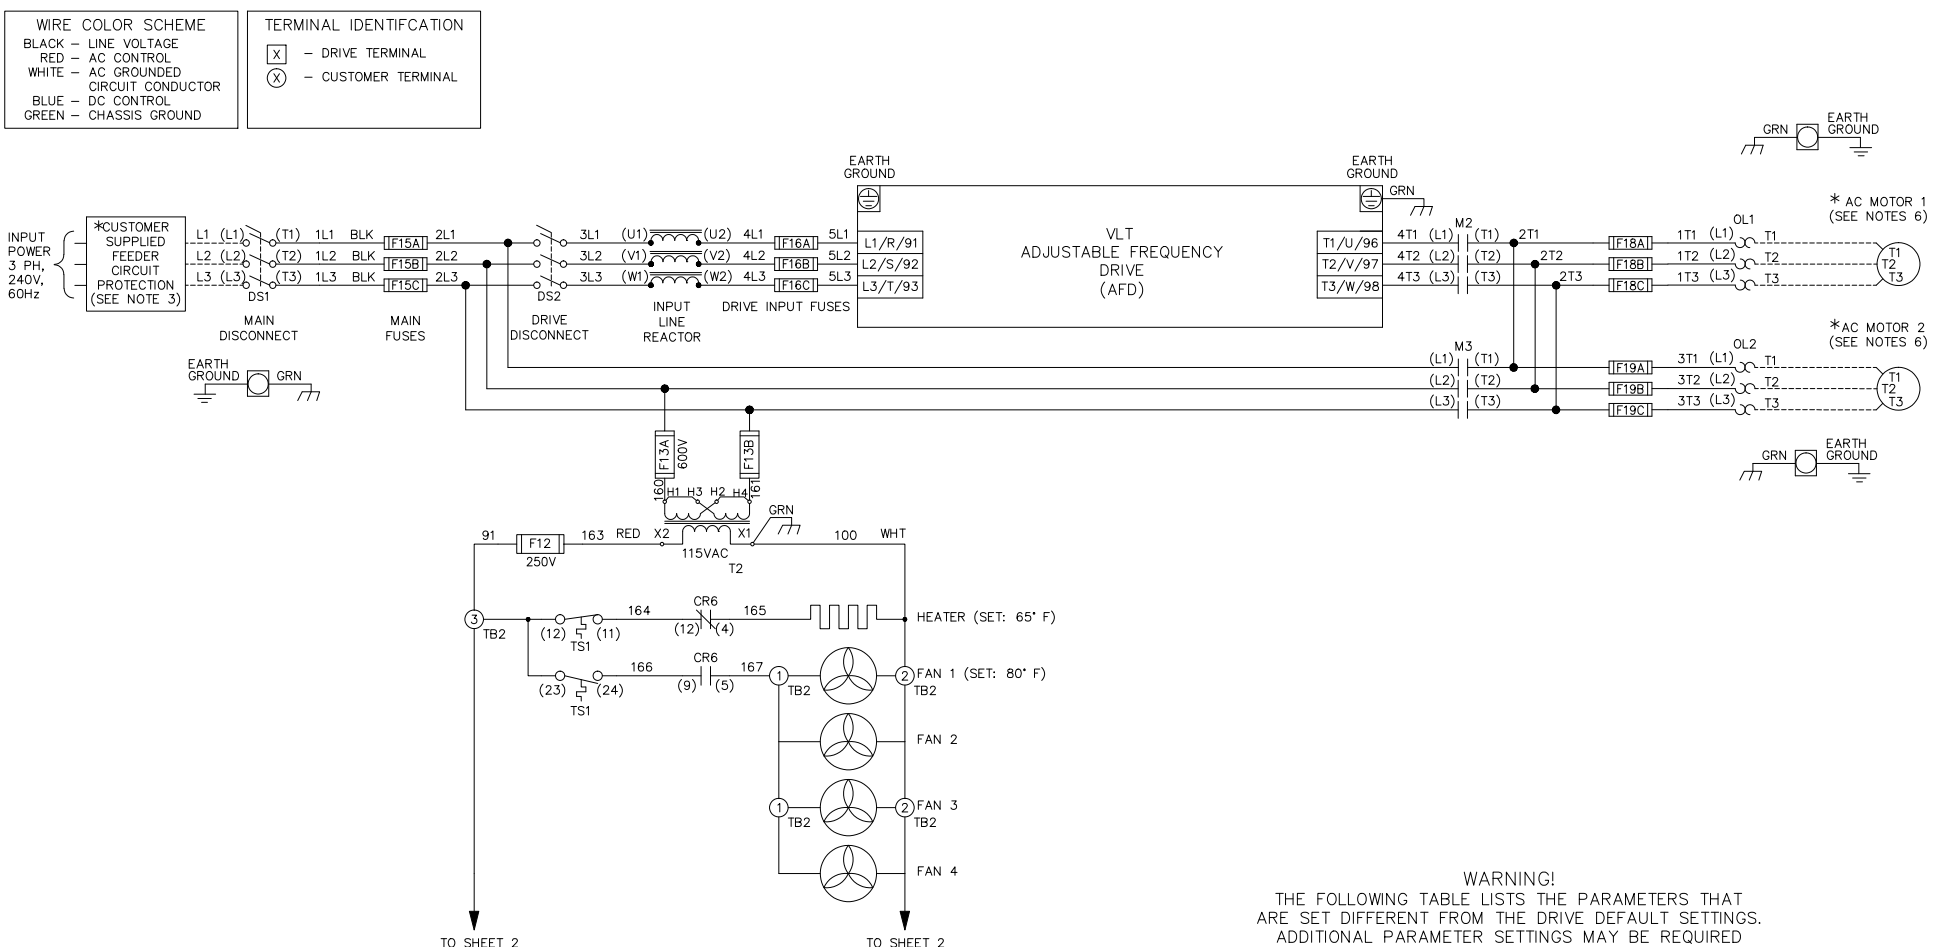 WIRE COLOR SCHEME
BLACK – LINE VOLTAGE
RED – AC CONTROL
WHITE – AC GROUNDED
CIRCUIT CONDUCTOR
BLUE – DC CONTROL
GREEN – CHASSIS GROUND
TERMINAL IDENTIFCATION
X – DRIVE TERMINAL
X – CUSTOMER TERMINAL
INPUT
POWER
3 PH,
240V,
60Hz
*CUSTOMER
SUPPLIED
FEEDER
CIRCUIT
PROTECTION
(SEE NOTE 3)
L1 (L1) (T1) 1L1 BLK F15A 2L1
L2 (L2) (T2) 1L2 BLK F15B 2L2
L3 (L3) (T3) 1L3 BLK F15C 2L3
DS1
MAIN
DISCONNECT
MAIN
FUSES
EARTH
GROUND
GRN
3L1 (U1) (U2) 4L1 F16A 5L1
3L2 (V1) (V2) 4L2 F16B 5L2
3L3 (W1) (W2) 4L3 F16C 5L3
DS2
DRIVE
DISCONNECT
INPUT
LINE
REACTOR
DRIVE INPUT FUSES
EARTH
GROUND
L1/R/91
L2/S/92
L3/T/93
VLT
ADJUSTABLE FREQUENCY
DRIVE
(AFD)
EARTH
GROUND
GRN
T1/U/96
T2/V/97
T3/W/98
M2
4T1 (L1) (T1) 2T1 F18A 1T1 (L1) T1
4T2 (L2) (T2) 2T2 F18B 1T2 (L2) T2
4T3 (L3) (T3) 2T3 F18C 1T3 (L3) T3
OL1
GRN
EARTH
GROUND
* AC MOTOR 1
(SEE NOTES 6)
T1
T2
T3
M3
(L1) (T1) F19A 3T1 (L1) T1
(L2) (T2) F19B 3T2 (L2) T2
(L3) (T3) F19C 3T3 (L3) T3
OL2
*AC MOTOR 2
(SEE NOTES 6)
T1
T2
T3
GRN
EARTH
GROUND
F13A
600V
F13B
160
161
H1 H3 H2 H4
GRN
91 F12 163 RED X2 X1 100 WHT
250V
115VAC
T2
3
TB2
(12) (11)
TS1
164
CR6
(12) (4)
165
HEATER (SET: 65° F)
(23) (24)
TS1
166
CR6
(9) (5)
167
1
TB2
2
TB2
FAN 1 (SET: 80° F)
FAN 2
1
TB2
2
TB2
FAN 3
FAN 4
TO SHEET 2
TO SHEET 2
WARNING!
THE FOLLOWING TABLE LISTS THE PARAMETERS THAT
ARE SET DIFFERENT FROM THE DRIVE DEFAULT SETTINGS.
ADDITIONAL PARAMETER SETTINGS MAY BE REQUIRED